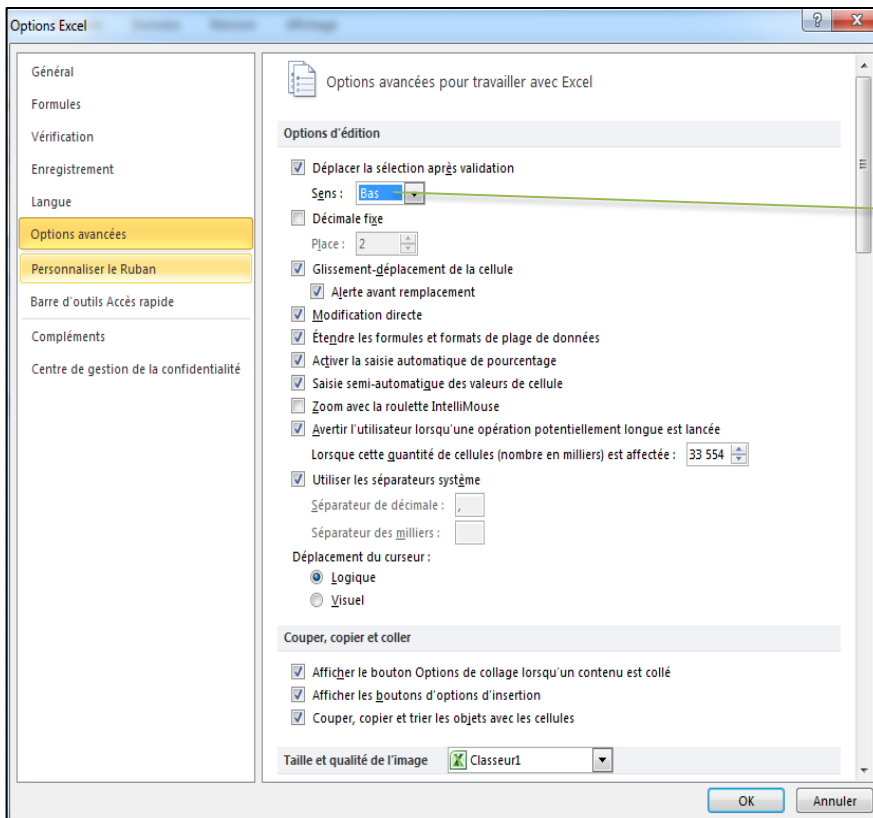 Options Excel
Données
Révision
Affichage
Général
Formules
Vérification
Enregistrement
Langue
Options avancées
Personnaliser le Ruban
Barre d'outils Accès rapide
Compléments
Centre de gestion de la confidentialité
Options avancées pour travailler avec Excel
Options d'édition
Déplacer la sélection après validation
Sens : Bas
Décimale fixe
Place : 2
Glissement-déplacement de la cellule
Alerte avant remplacement
Modification directe
Étendre les formules et formats de plage de données
Activer la saisie automatique de pourcentage
Saisie semi-automatique des valeurs de cellule
Zoom avec la roulette IntelliMouse
Avertir l'utilisateur lorsqu'une opération potentiellement longue est lancée
Lorsque cette quantité de cellules (nombre en milliers) est affectée : 33 554
Utiliser les séparateurs système
Séparateur de décimale : ,
Séparateur des milliers :
Déplacement du curseur :
Logique
Visuel
Couper, copier et coller
Afficher le bouton Options de collage lorsqu'un contenu est collé
Afficher les boutons d'options d'insertion
Couper, copier et trier les objets avec les cellules
Taille et qualité de l'image Classeur1
OK Annuler